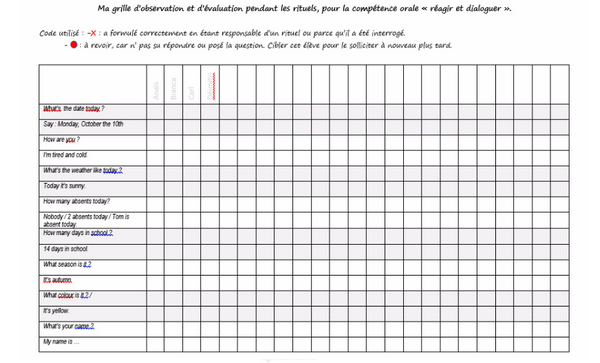 Ma grille d'observation et d'évaluation pendant les rituels, pour la compétence orale « réagir et dialoguer ».
Code utilisé : -X : a formulé correctement en étant responsable d'un rituel ou parce qu'il a été interrogé.
- : à revoir, car n' pas su répondre ou posé la question. Cibler cet élève pour le solliciter à nouveau plus tard.
Bianca
Carl
What's the date today ?
Say : Monday, October the 10th
How are you ?
I'm tired and cold.
What's the weather like today ?
Today it's sunny.
How many absents today?
Nobody / 2 absents today / Tom is
absent today.
How many days in school ?
14 days in school.
What season is it ?
It's autumn.
What colour is it ? /
It's yellow.
What's your name ?
My name is ...